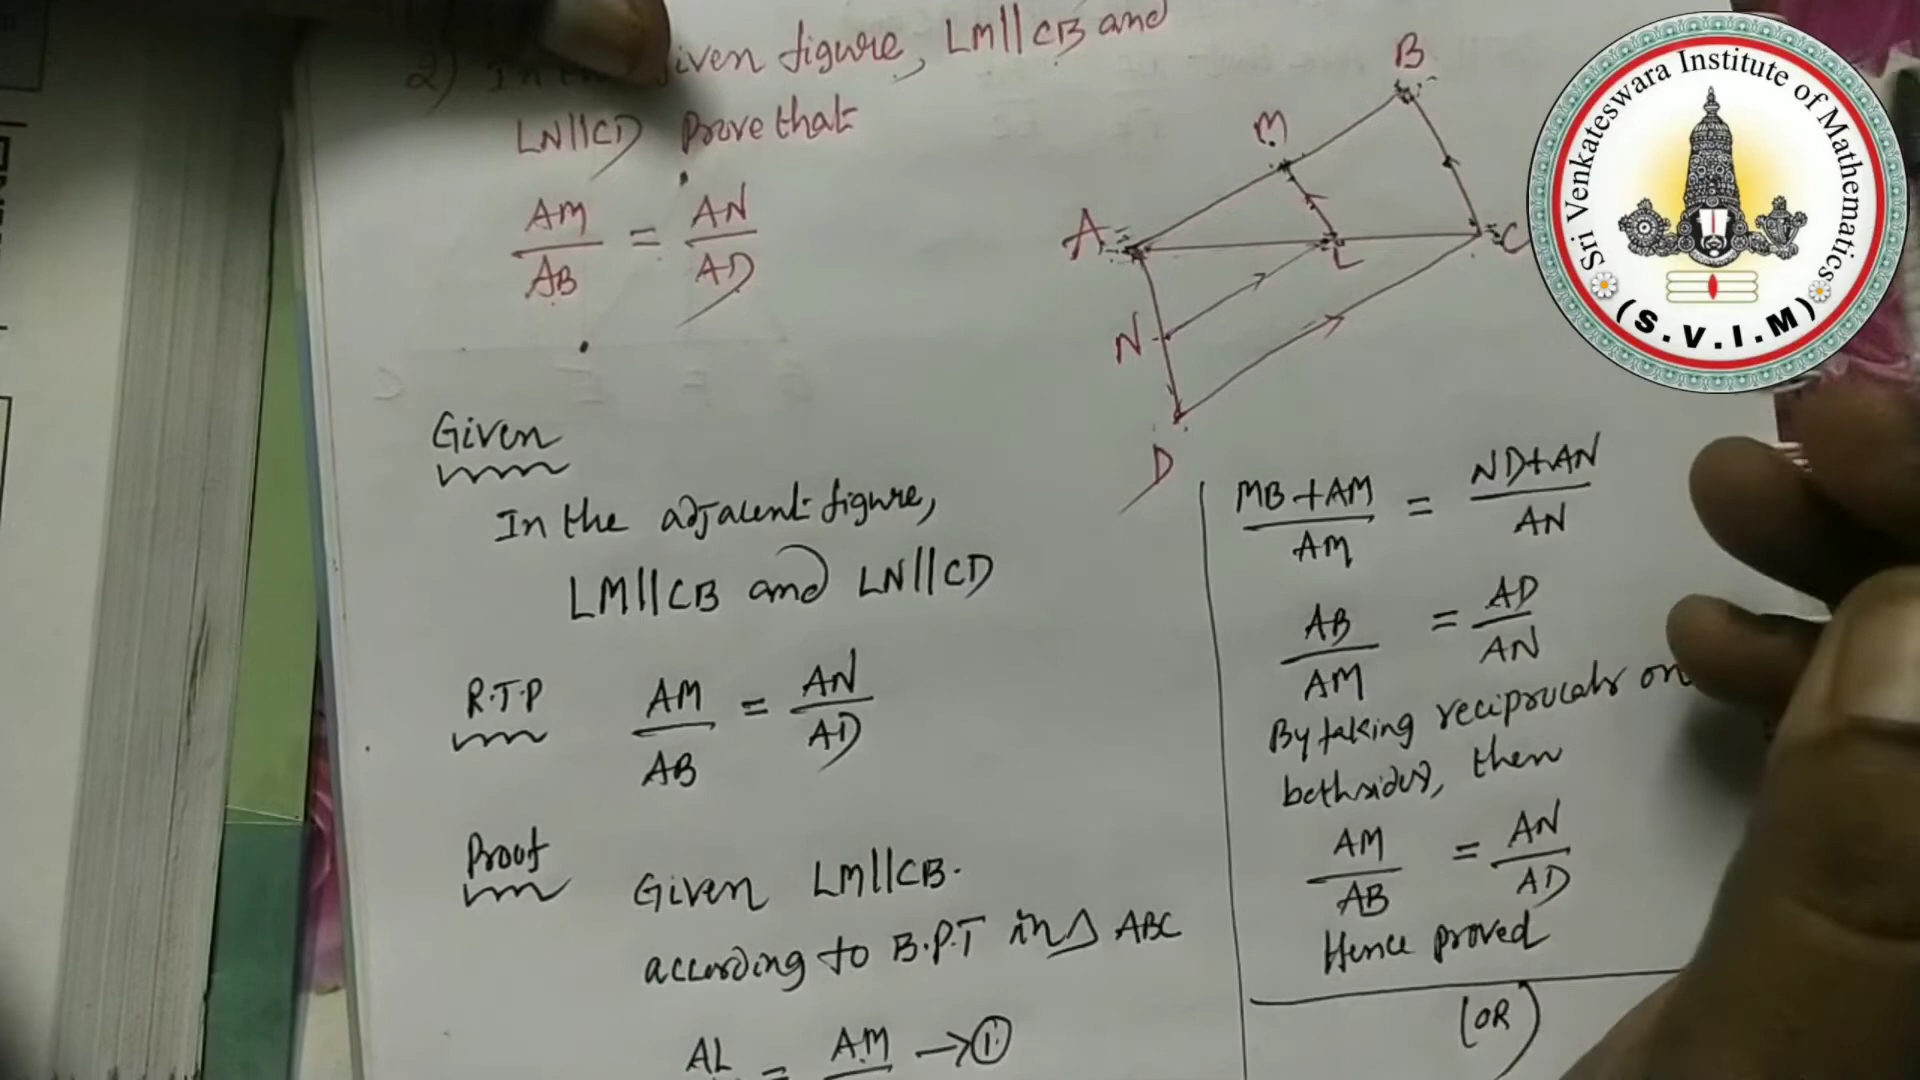 2) In the given figure, LM||CB and
LN||CD Prove that
AM/AB = AN/AD
A
M
B
L
C
N
D
Given
In the adjacent figure,
LM||CB and LN||CD
R.T.P AM/AB = AN/AD
Proof Given LM||CB.
according to B.P.T in Δ ABC
AL = AM → ①
MB+AM/AM = ND+AN/AN
AB/AM = AD/AN
By taking reciprocals on
bothsides, then
AM/AB = AN/AD
Hence proved
(OR)
Sri Venkateswara Institute of Mathematics
(S.V.I.M)